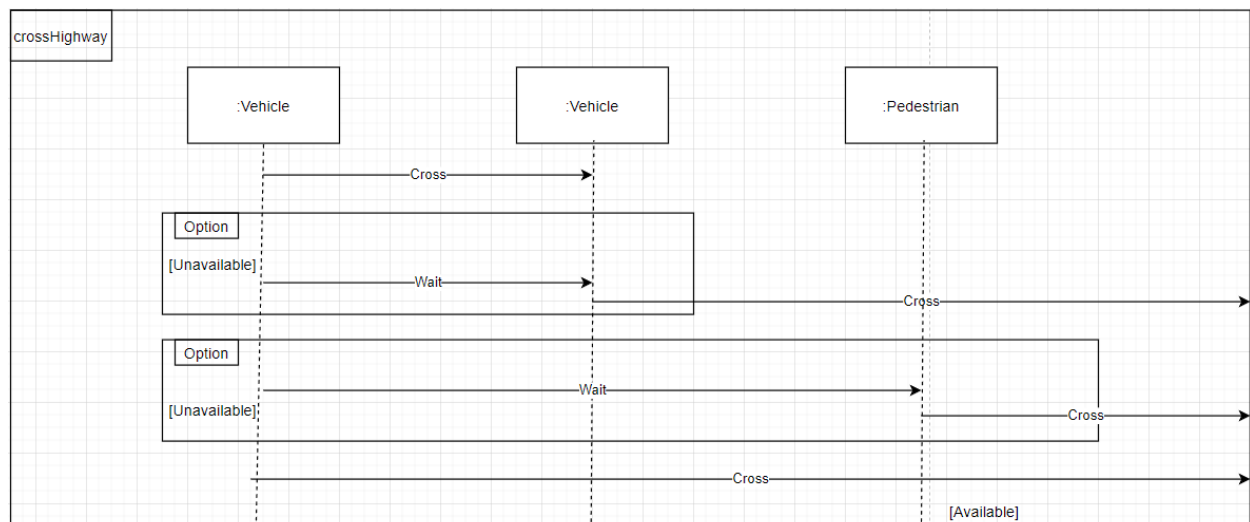 crossHighway
:Vehicle
:Vehicle
:Pedestrian
Cross
Option
[Unavailable]
Wait
Cross
Option
Wait
[Unavailable]
Cross
Cross
[Available]